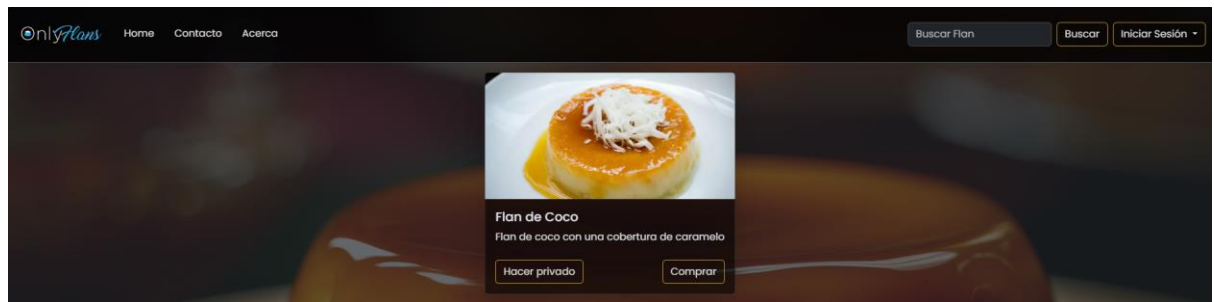 OnlyFlans
Home
Contacto
Acerca
Buscar Flan
Buscar
Iniciar Sesión
Flan de Coco
Flan de coco con una cobertura de caramelo
Hacer privado
Comprar